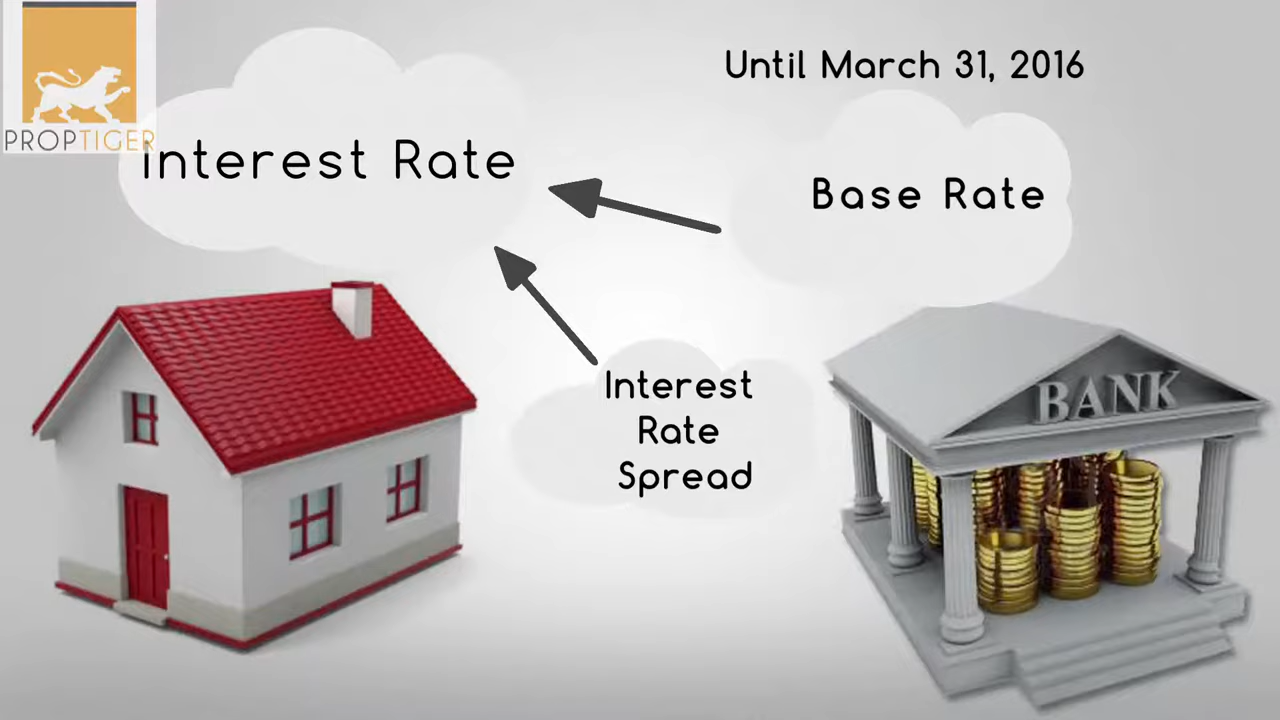 PROPTIGER
Until March 31, 2016
Interest Rate
Base Rate
Interest
Rate
Spread
BANK